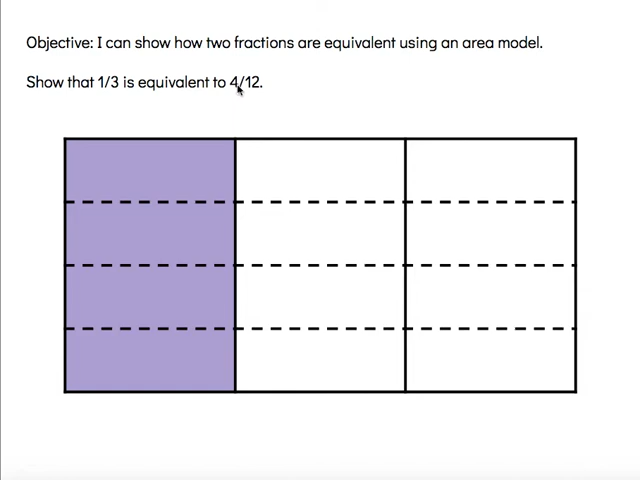 Objective: I can show how two fractions are equivalent using an area model.
Show that 1/3 is equivalent to 4/12.